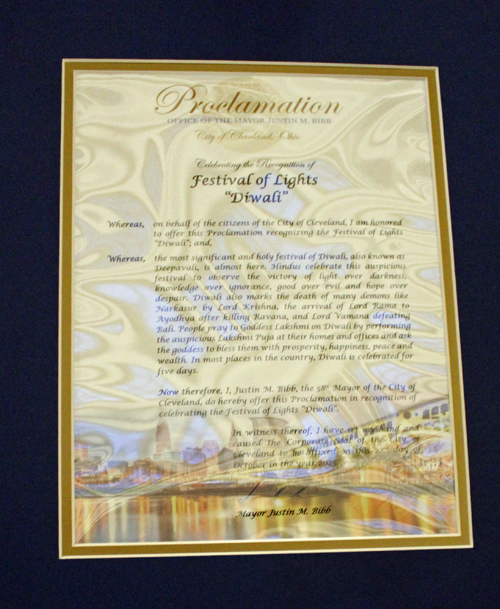 Proclamation
OFFICE OF THE MAYOR JUSTIN M. BIBB
City of Cleveland, Ohio
Celebrating the Recognition of
Festival of Lights
"Diwali"
Whereas, on behalf of the citizens of the City of Cleveland, I am honored
to offer this Proclamation recognizing the Festival of Lights
"Diwali"; and,
Whereas, the most significant and holy festival of Diwali, also known as
Deepavali, is almost here. Hindus celebrate this auspicious
festival to observe the victory of light over darkness,
knowledge over ignorance, good over evil and hope over
despair. Diwali also marks the death of many demons like
Narkasur by Lord Krishna, the arrival of Lord Rama to
Ayodhya after killing Ravana, and Lord Vamana defeating
Bali. People pray to Goddess Lakshmi on Diwali by performing
the auspicious Lakshmi Puja at their homes and offices and ask
the goddess to bless them with prosperity, happiness, peace and
wealth. In most places in the country, Diwali is celebrated for
five days.
Now therefore, I, Justin M. Bibb, the 58th Mayor of the City of
Cleveland, do hereby offer this Proclamation in recognition of
celebrating the Festival of Lights "Diwali".
In witness thereof, I have set my hand and
caused the Corporate Seal of the City of
Cleveland to be affixed on this day of
October in the year
Mayor Justin M. Bibb